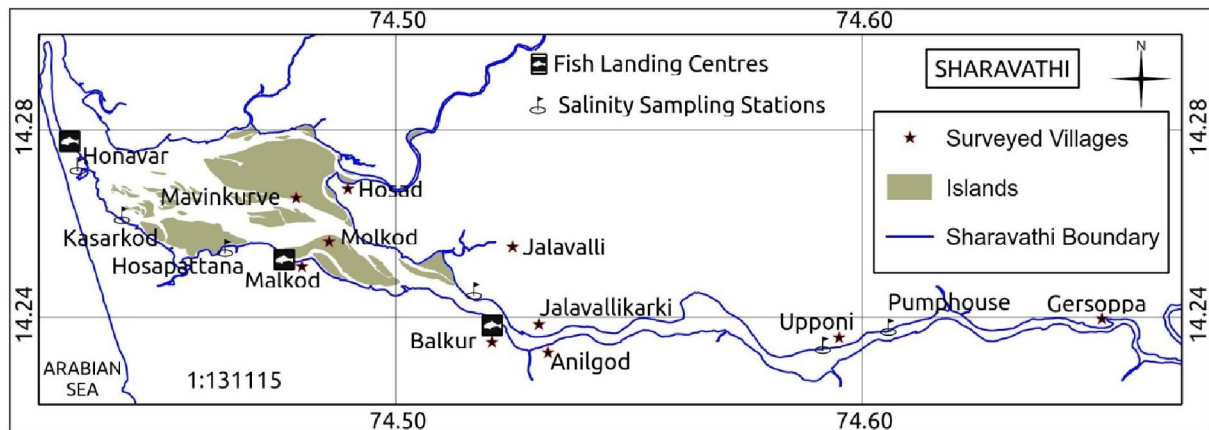 74.50
74.60
Fish Landing Centres
SHARAVATHI
N
Salinity Sampling Stations
14.28
14.28
Surveyed Villages
Honavar
Islands
Mavinkurve
Hosad
Kasarkod
Molkod
Jalavalli
Sharavathi Boundary
Hosapattana
Malkod
14.24
14.24
Jalavallikarki
Pumphouse
Gersoppa
Balkur
Upponi
Anilgod
ARABIAN
SEA
1:131115
74.50
74.60